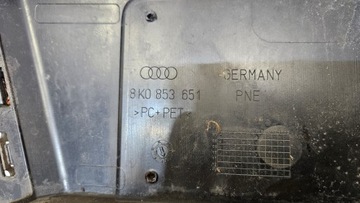 GERMANY
8K0 853 651
PNE
>PC+PET<